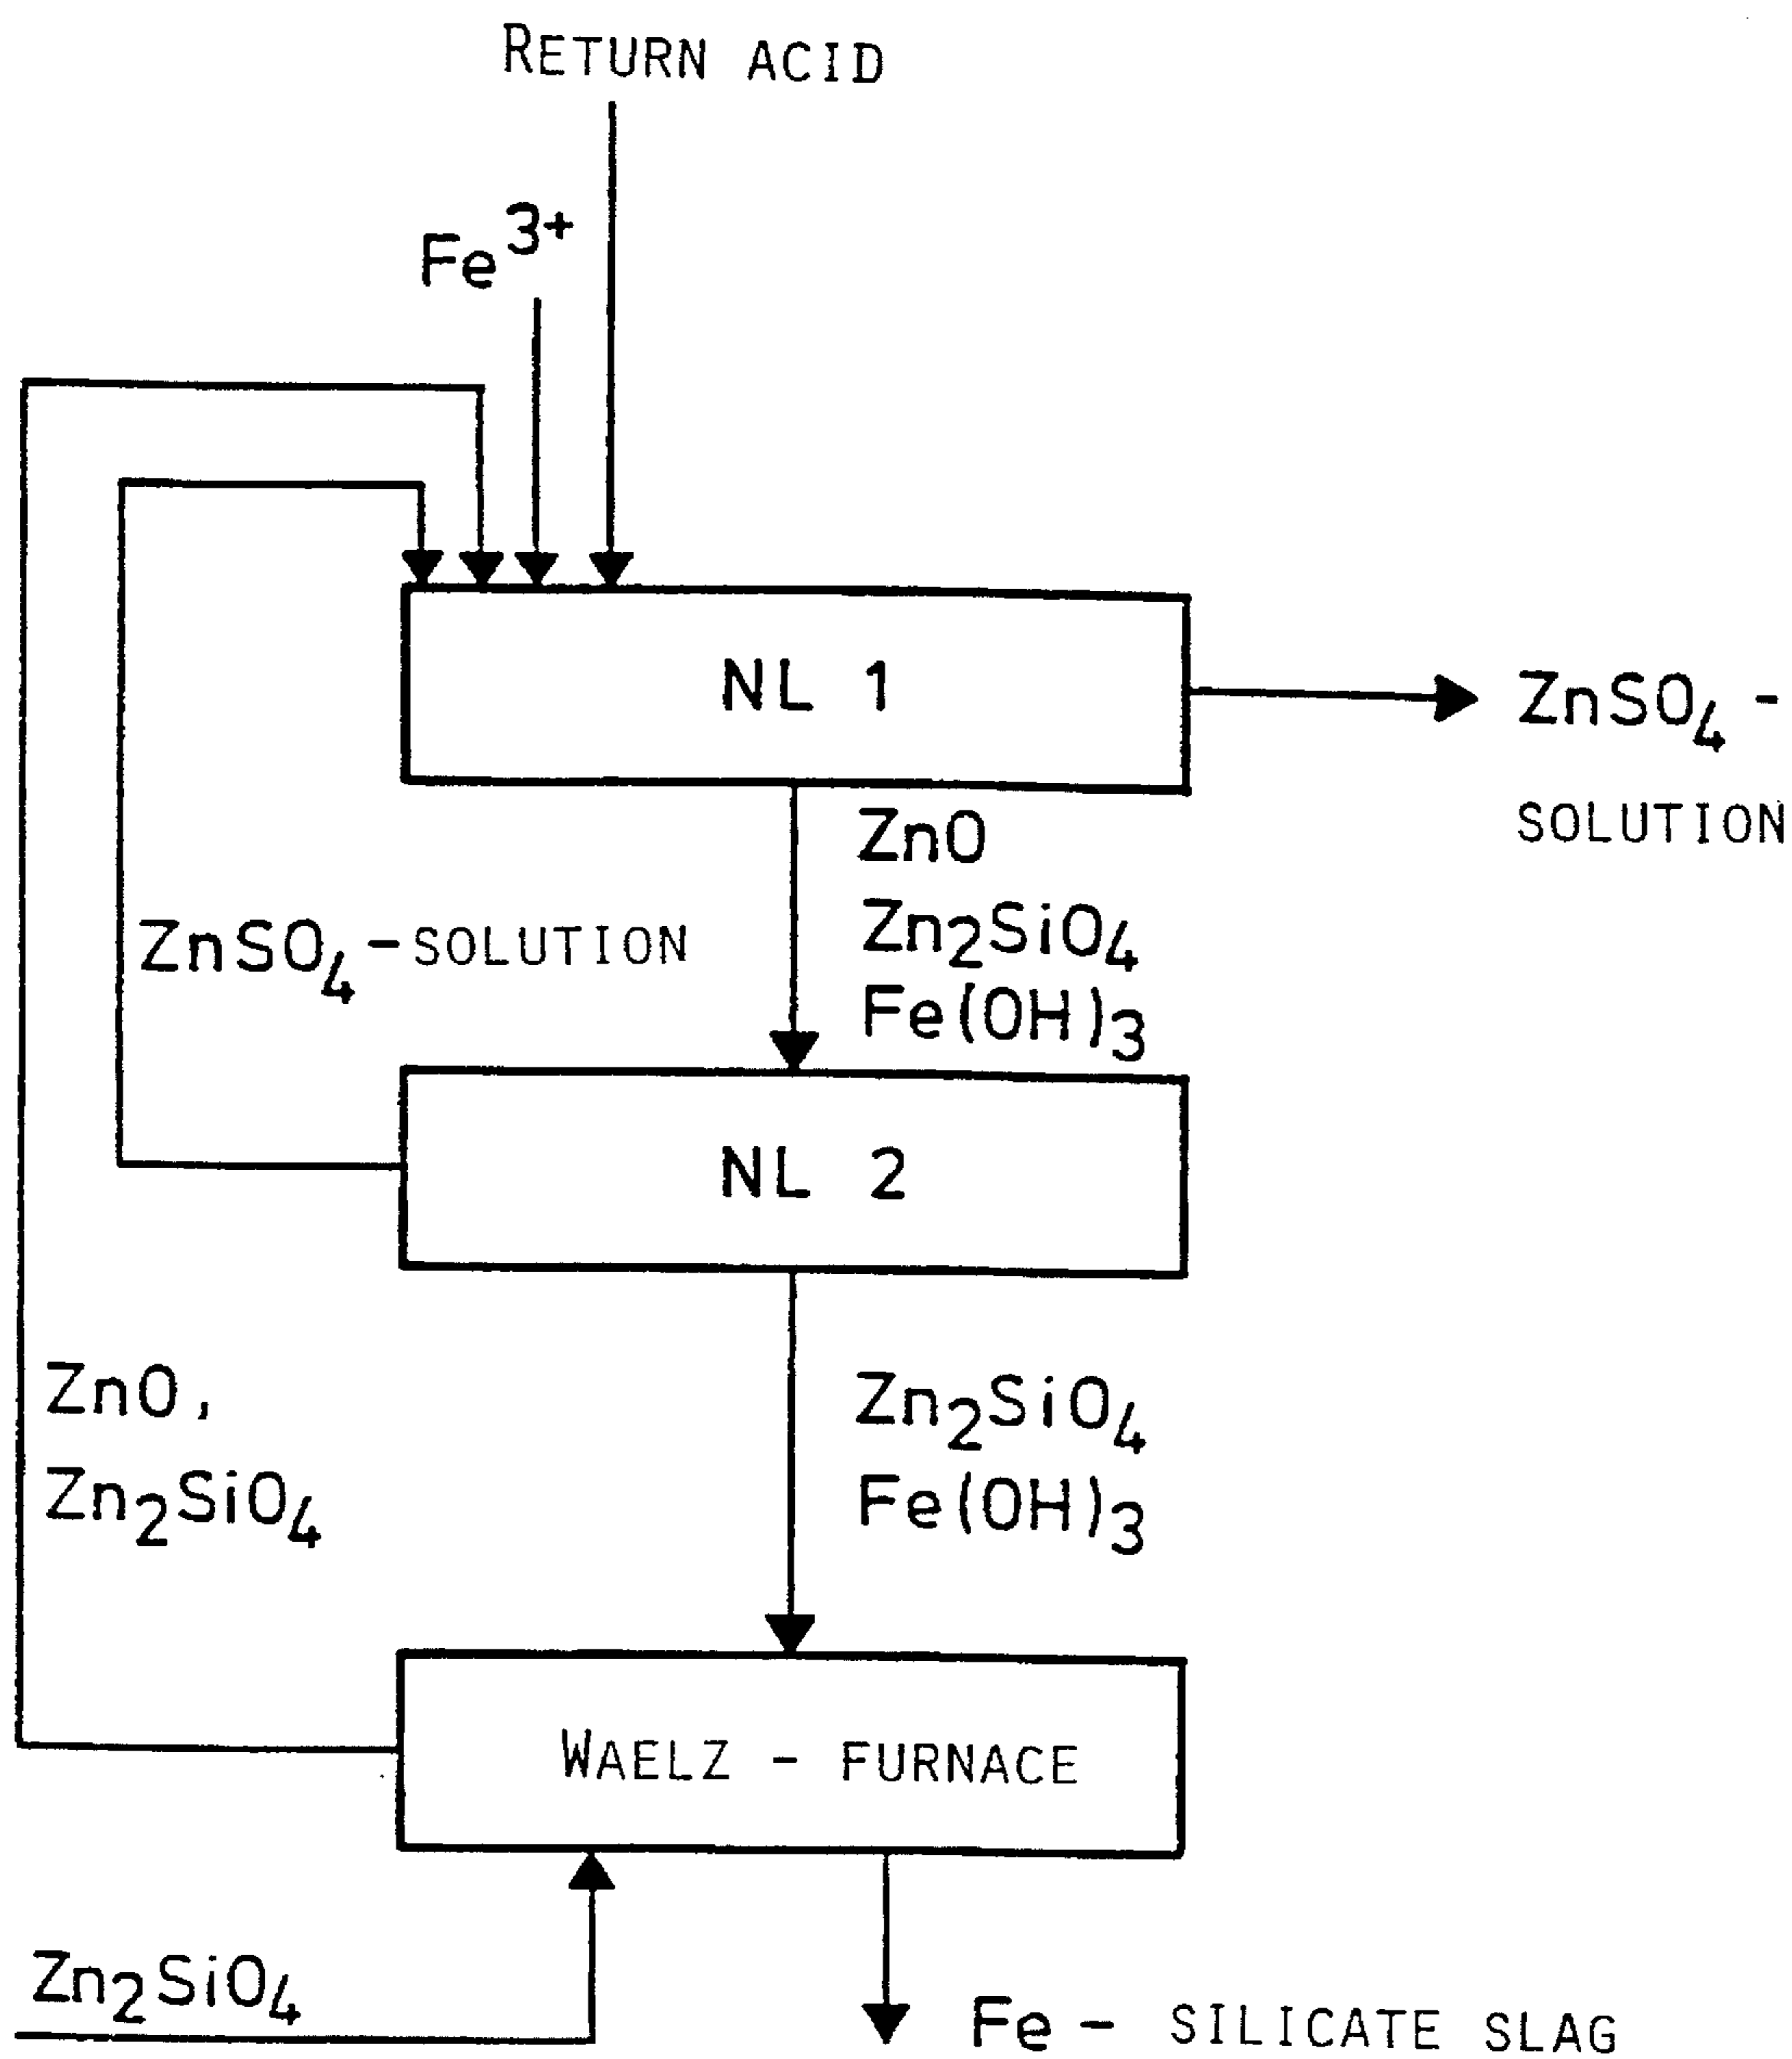 RETURN ACID
Fe³⁺
NL 1
ZnSO₄ -
SOLUTION
ZnO
Zn₂SiO₄
Fe(OH)₃
ZnSO₄-SOLUTION
NL 2
ZnO,
Zn₂SiO₄
Zn₂SiO₄
Fe(OH)₃
WAELZ - FURNACE
Zn₂SiO₄
Fe - SILICATE SLAG